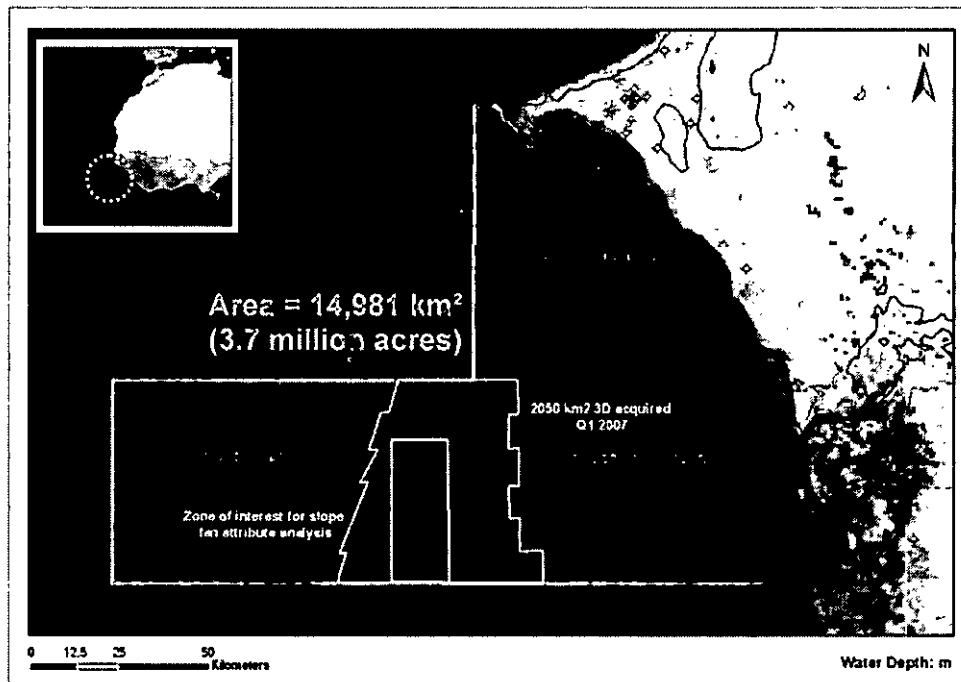 N
Area = 14,981 km²
(3.7 million acres)
2050 km2 3D acquired
Q1 2007
Zone of interest for slope
fan attribute analysis
0 12.5 25 50
Kilometers
Water Depth: m